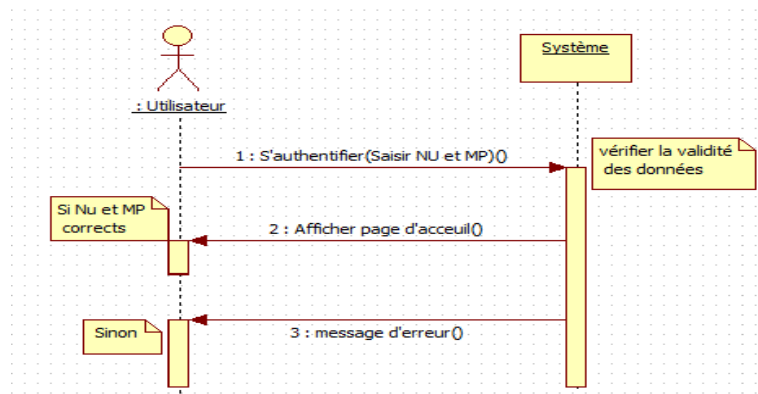 Système
: Utilisateur
1 : S'authentifier(Saisir NU et MP)()
vérifier la validité
des données
Si Nu et MP
corrects
2 : Afficher page d'acceuil()
Sinon
3 : message d'erreur()